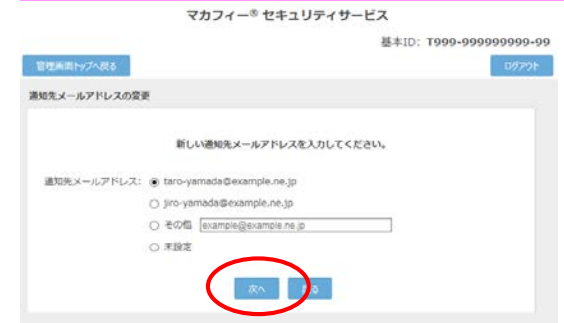 マカフィー® セキュリティサービス
基本ID: T999-999999999-99
管理画面トップへ戻る
ログアウト
通知先メールアドレスの変更
新しい通知先メールアドレスを入力してください。
通知先メールアドレス: taro-yamada@example.ne.jp
jiro-yamada@example.ne.jp
その他 example@example.ne.jp
未設定
次へ 戻る